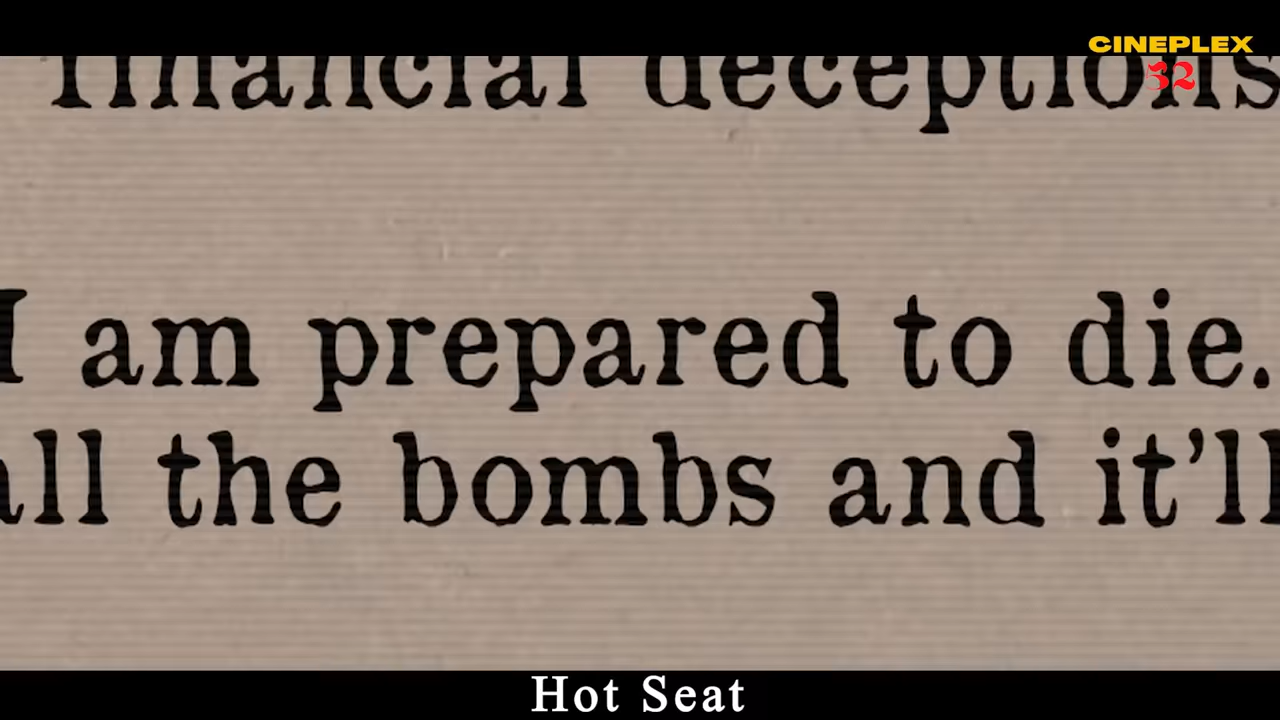 CINEPLEX
32
financial deceptions
I am prepared to die.
all the bombs and it’ll
Hot Seat